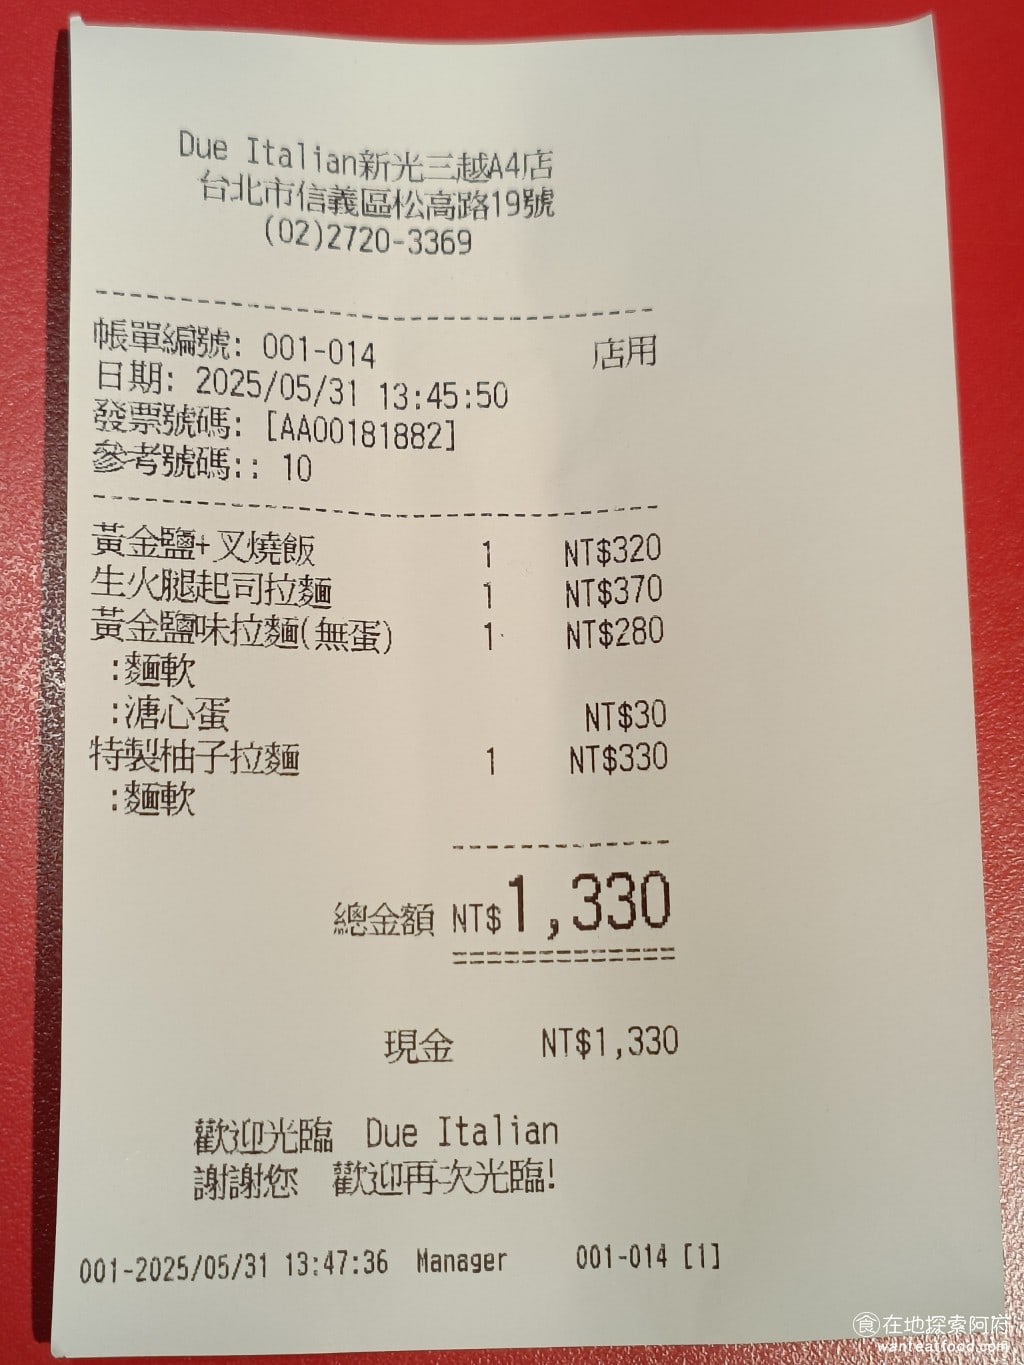 Due Italian新光三越A4店
台北市信義區松高路19號
(02)2720-3369
帳單編號: 001-014 店用
日期: 2025/05/31 13:45:50
發票號碼: [AA00181882]
參考號碼:: 10
黃金鹽+叉燒飯 1 NT$320
生火腿起司拉麵 1 NT$370
黃金鹽味拉麵(無蛋) 1 NT$280
:麵軟
:溏心蛋 NT$30
特製柚子拉麵 1 NT$330
:麵軟
總金額 NT$1,330
現金 NT$1,330
歡迎光臨 Due Italian
謝謝您 歡迎再次光臨!
001-2025/05/31 13:47:36 Manager 001-014 [1]
食在地探索阿府
wanteatfood.com